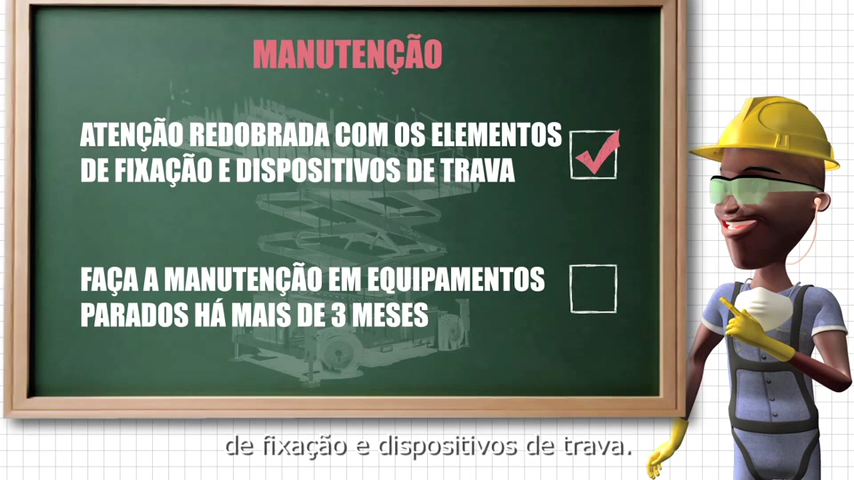 MANUTENÇÃO
ATENÇÃO REDOBRADA COM OS ELEMENTOS
DE FIXAÇÃO E DISPOSITIVOS DE TRAVA
FAÇA A MANUTENÇÃO EM EQUIPAMENTOS
PARADOS HÁ MAIS DE 3 MESES
de fixação e dispositivos de trava.